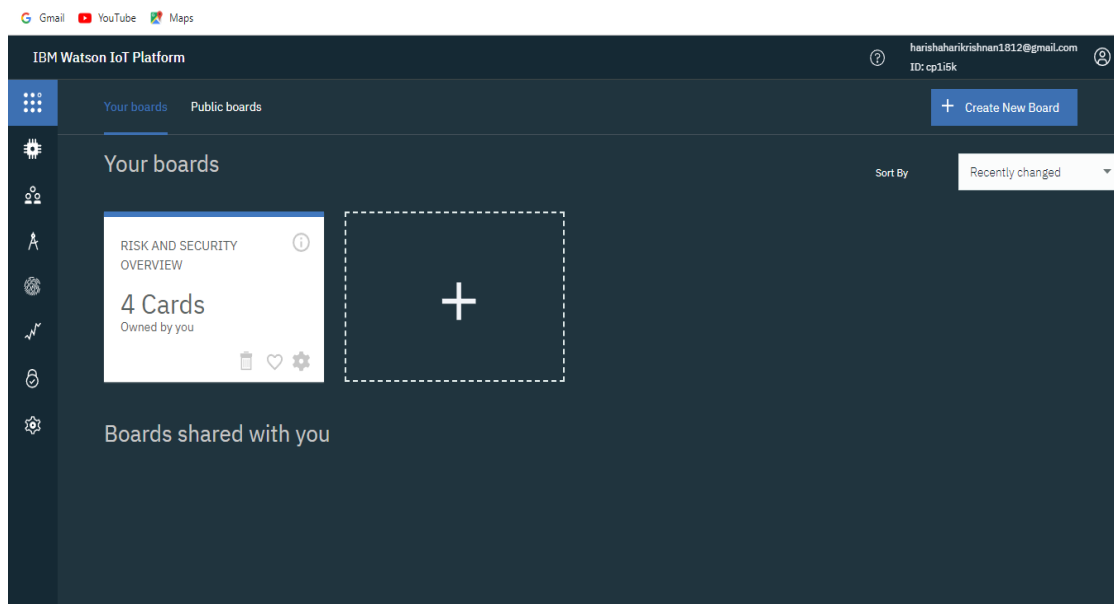 Gmail YouTube Maps
IBM Watson IoT Platform
harishaharikrishnan1812@gmail.com
ID: cp1i5k
Your boards Public boards
Create New Board
Your boards
Sort By Recently changed
RISK AND SECURITY
OVERVIEW
4 Cards
Owned by you
Boards shared with you